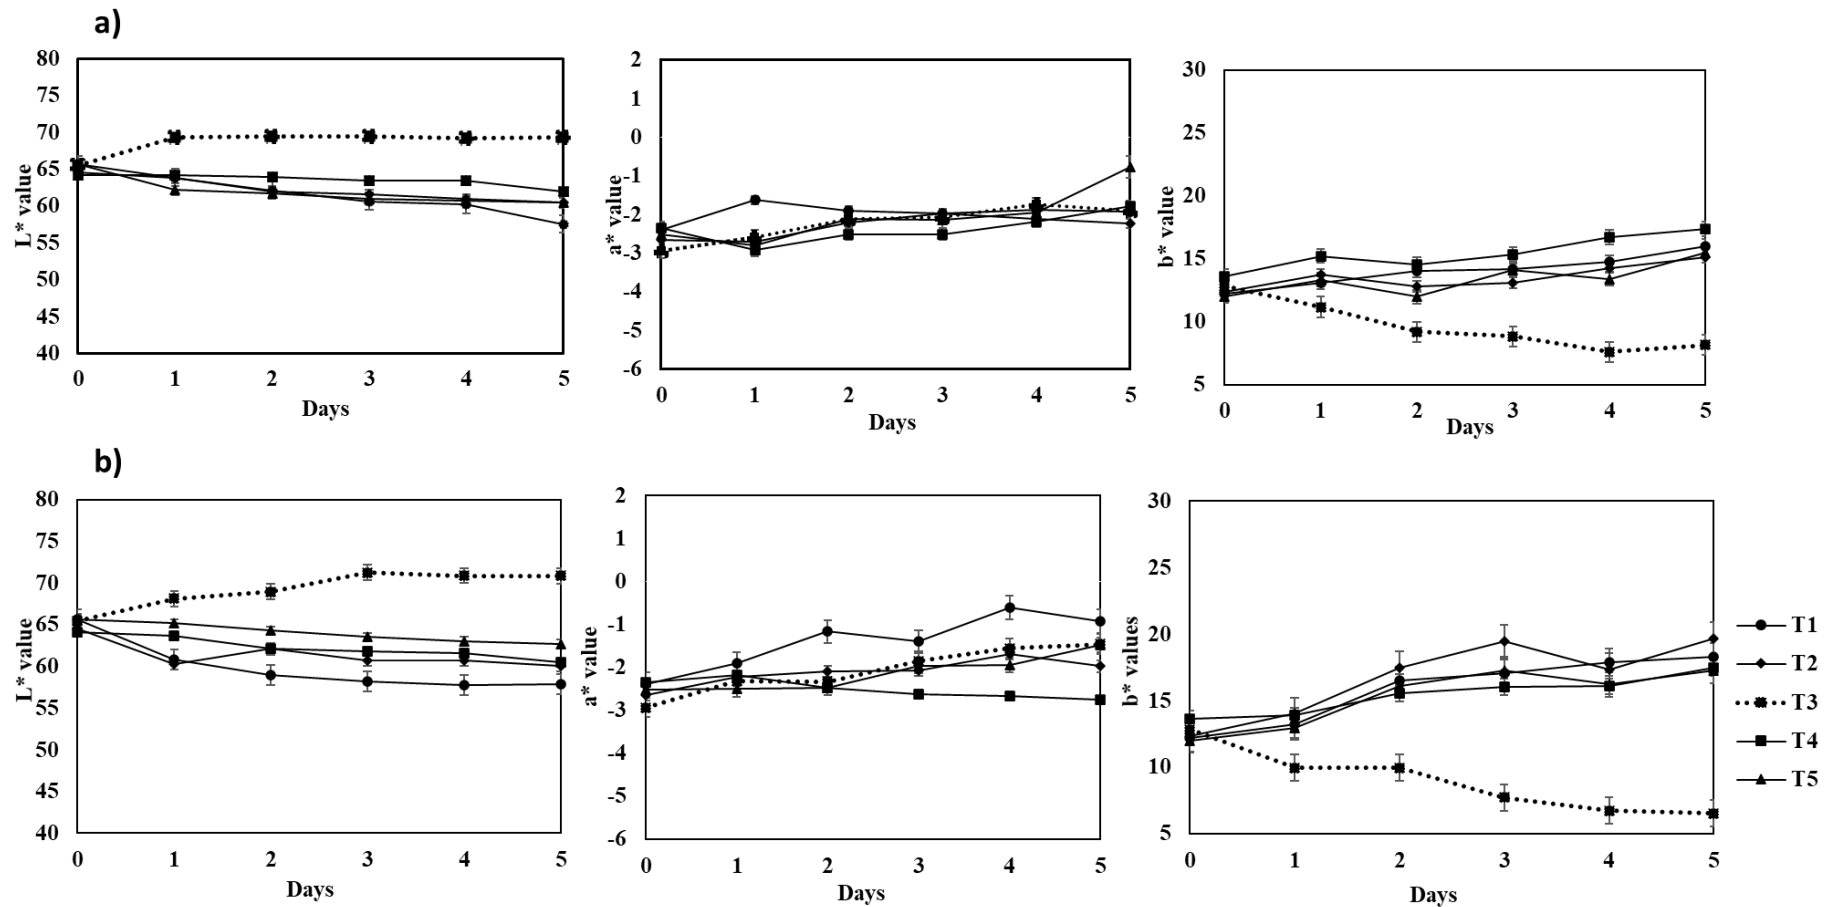 a)
80
75
70
65
60
55
50
45
40
L* value
0 1 2 3 4 5
Days
2
1
0
-1
-2
-3
-4
-5
-6
a* value
0 1 2 3 4 5
Days
30
25
20
15
10
5
b* value
0 1 2 3 4 5
Days
b)
80
75
70
65
60
55
50
45
40
L* value
0 1 2 3 4 5
Days
2
1
0
-1
-2
-3
-4
-5
-6
a* value
0 1 2 3 4 5
Days
30
25
20
15
10
5
b* values
0 1 2 3 4 5
Days
T1
T2
T3
T4
T5